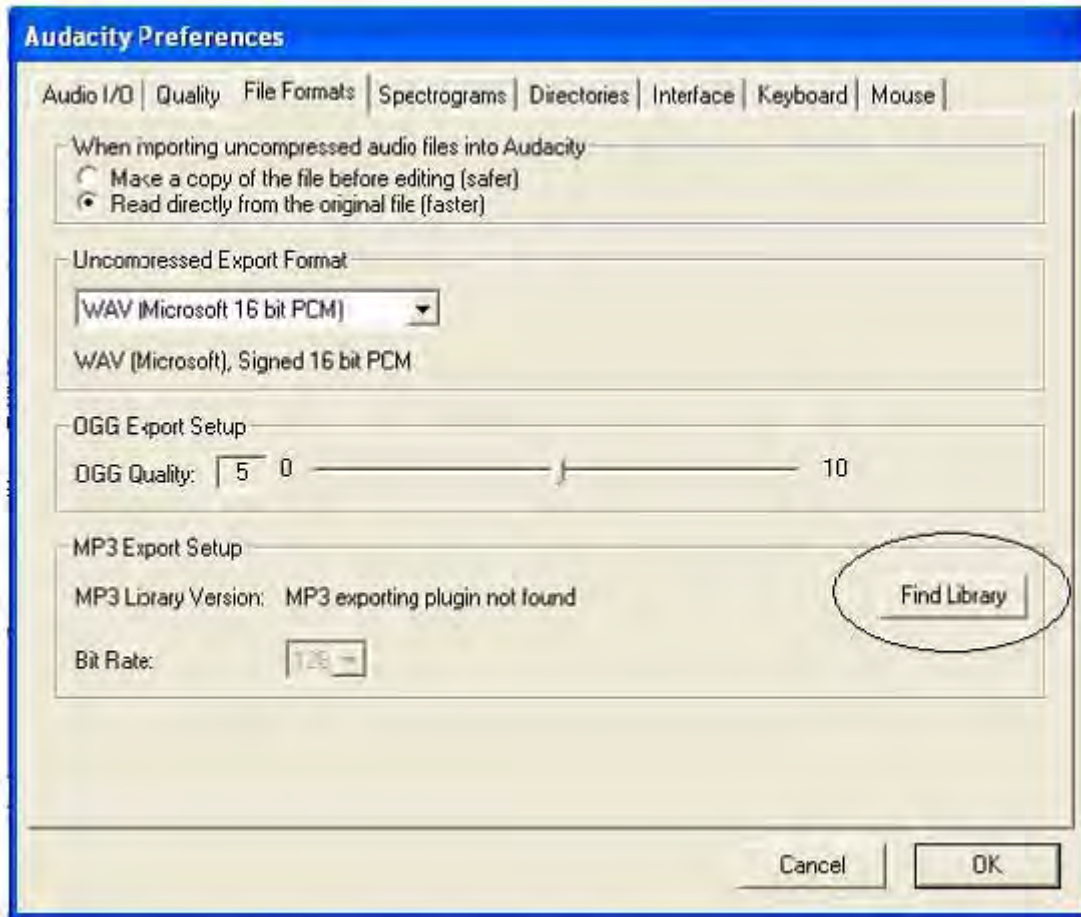 Audacity Preferences
Audio I/O Quality File Formats Spectrograms Directories Interface Keyboard Mouse
When importing uncompressed audio files into Audacity
Make a copy of the file before editing (safer)
Read directly from the original file (faster)
Uncompressed Export Format
WAV (Microsoft 16 bit PCM)
WAV (Microsoft), Signed 16 bit PCM
OGG Export Setup
OGG Quality: 5 0 10
MP3 Export Setup
MP3 Library Version: MP3 exporting plugin not found Find Library
Bit Rate: 128
Cancel OK